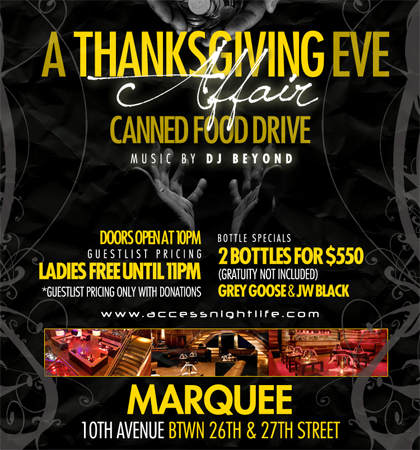 A THANKSGIVING EVE
Affair
CANNED FOOD DRIVE
MUSIC BY DJ BEYOND
DOORS OPEN AT 10PM
GUESTLIST PRICING
LADIES FREE UNTIL 11PM
*GUESTLIST PRICING ONLY WITH DONATIONS
BOTTLE SPECIALS
2 BOTTLES FOR $550
(GRATUITY NOT INCLUDED)
GREY GOOSE & JW BLACK
www.accessnightlife.com
MARQUEE
10TH AVENUE BTWN 26TH & 27TH STREET